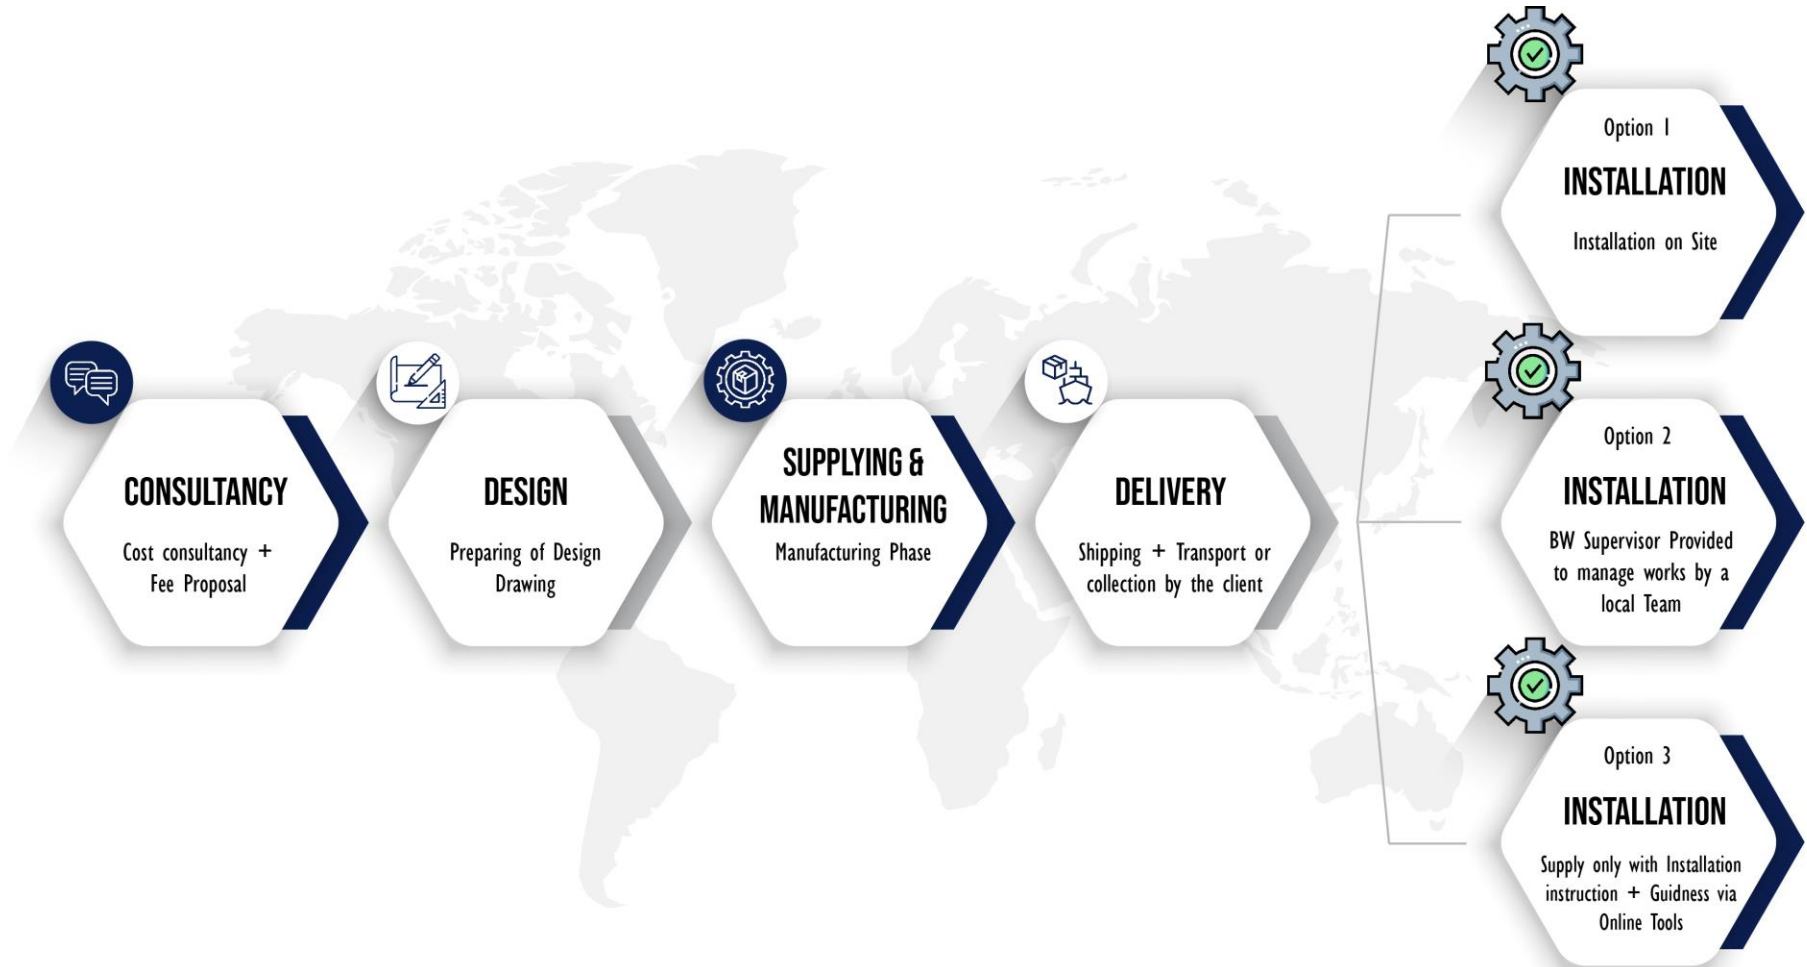 CONSULTANCY
Cost consultancy +
Fee Proposal
DESIGN
Preparing of Design
Drawing
SUPPLYING &
MANUFACTURING
Manufacturing Phase
DELIVERY
Shipping + Transport or
collection by the client
Option 1
INSTALLATION
Installation on Site
Option 2
INSTALLATION
BW Supervisor Provided
to manage works by a
local Team
Option 3
INSTALLATION
Supply only with Installation
instruction + Guidness via
Online Tools